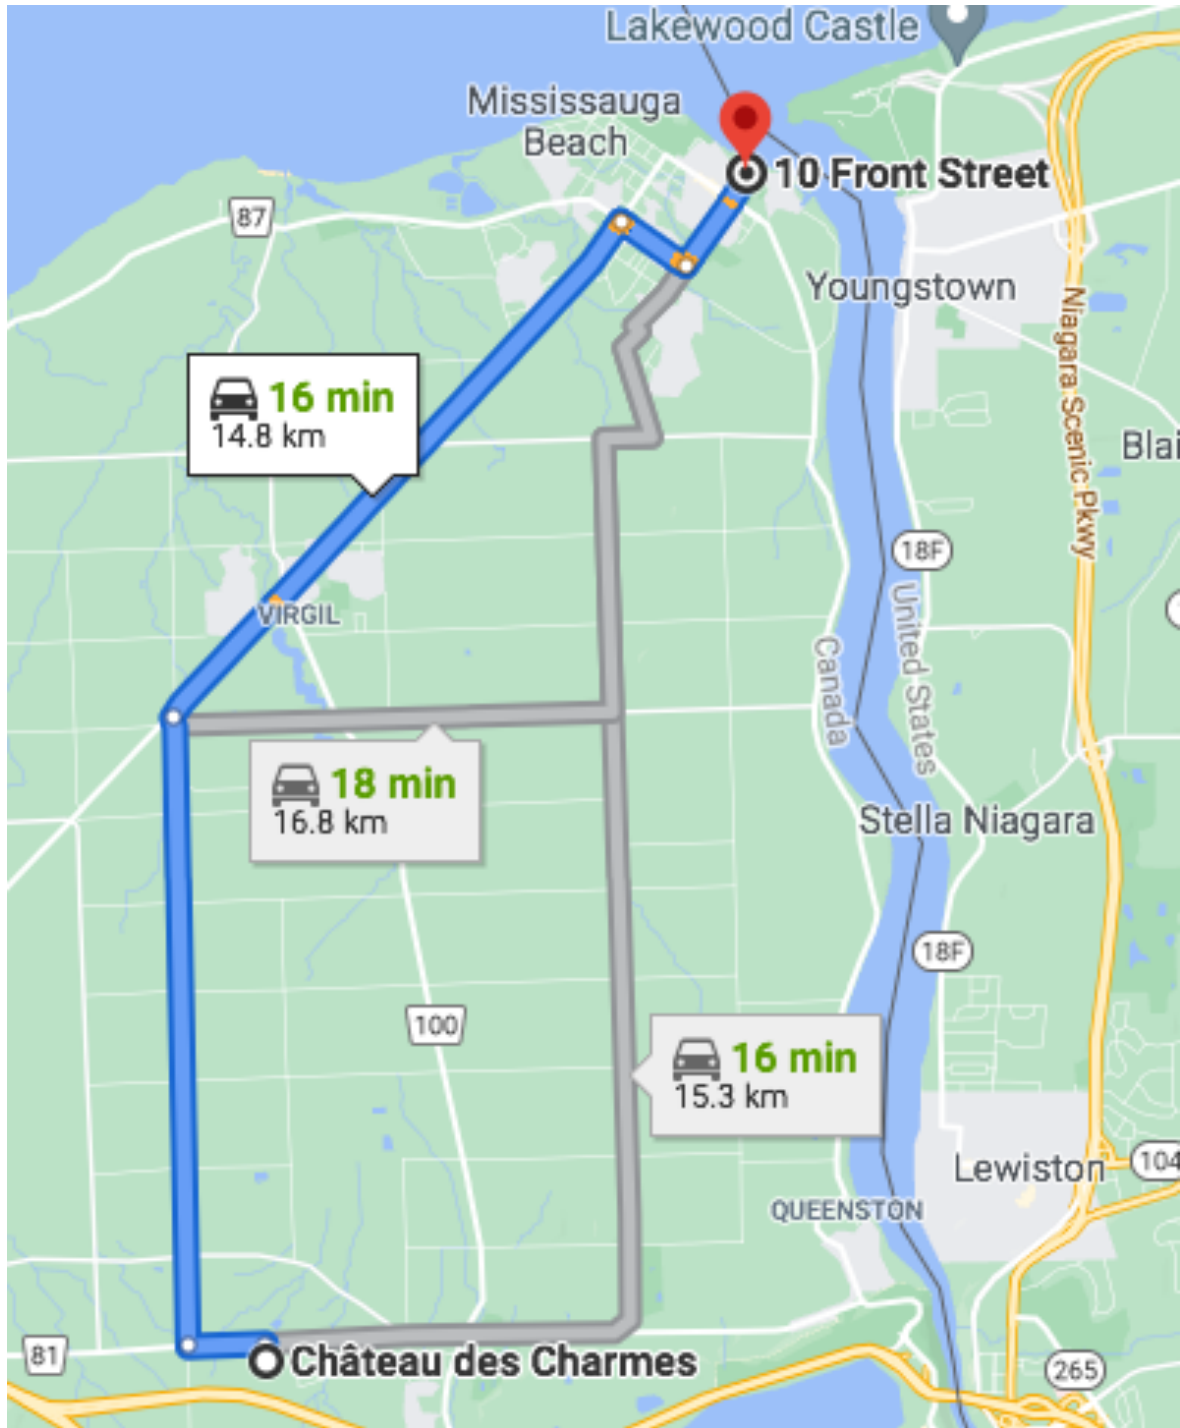 Lakewood Castle
Mississauga
Beach
10 Front Street
87
Youngstown
Niagara Scenic Pkwy
16 min
14.8 km
18F
VIRGIL
United States
Canada
18 min
16.8 km
Stella Niagara
18F
100
16 min
15.3 km
Lewiston
104
QUEENSTON
81
Château des Charmes
265